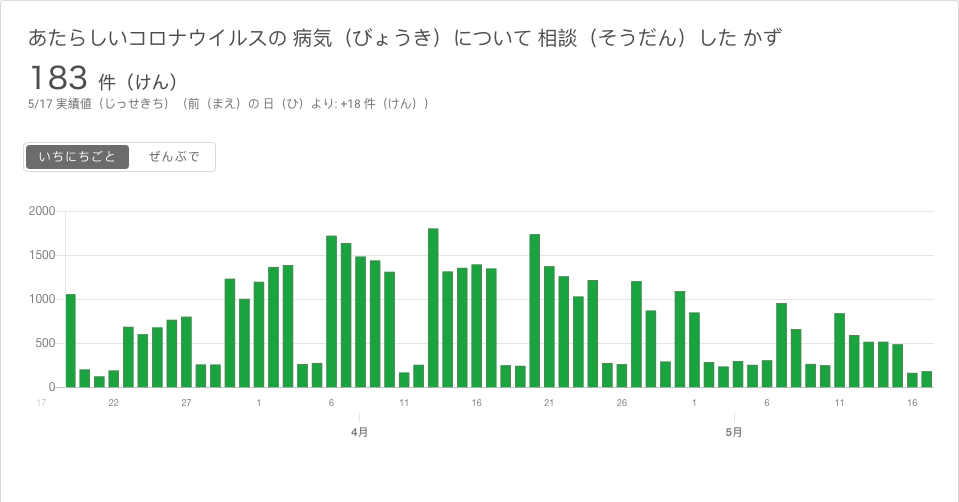 あたらしいコロナウイルスの 病気（びょうき）について 相談（そうだん）した かず
183 件（けん）
5/17 実績値（じっせきち）（前（まえ）の 日（ひ）より: +18 件（けん））
いちにちごと ぜんぶで
2000
1500
1000
500
0
17 22 27 1 6 11 16 21 26 1 6 11 16
4月 5月